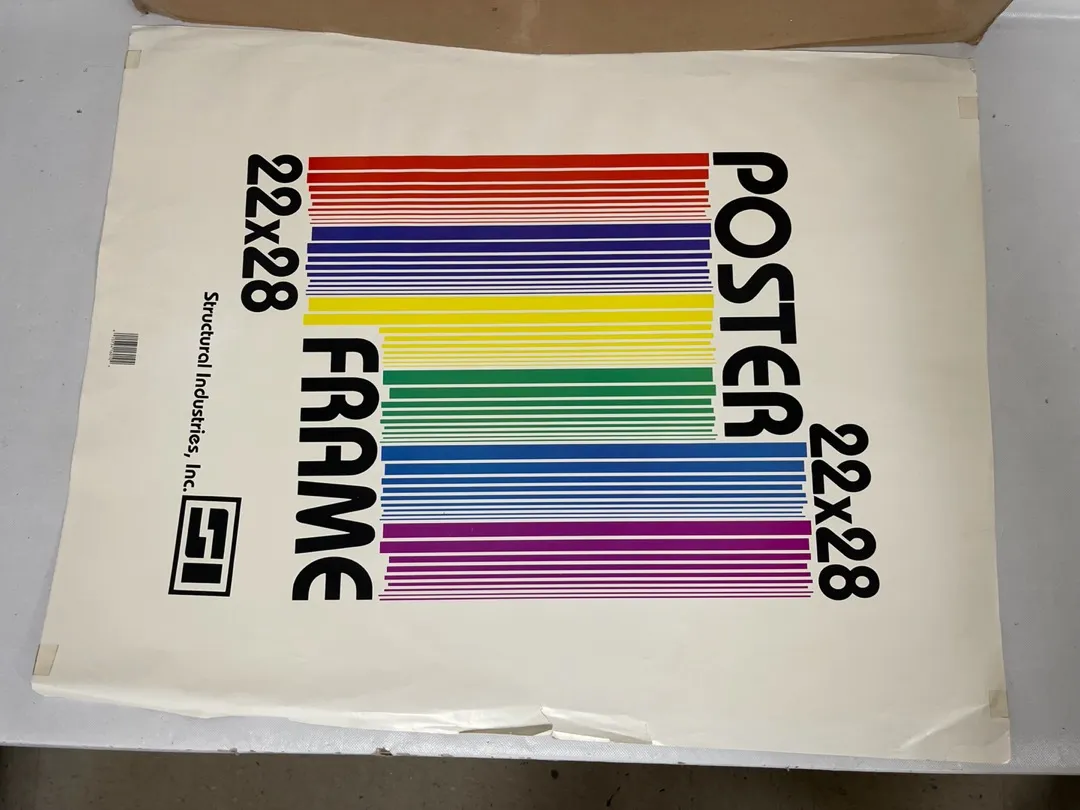 22x28
POSTER
FRAME
22x28
Structural Industries, Inc.
SI